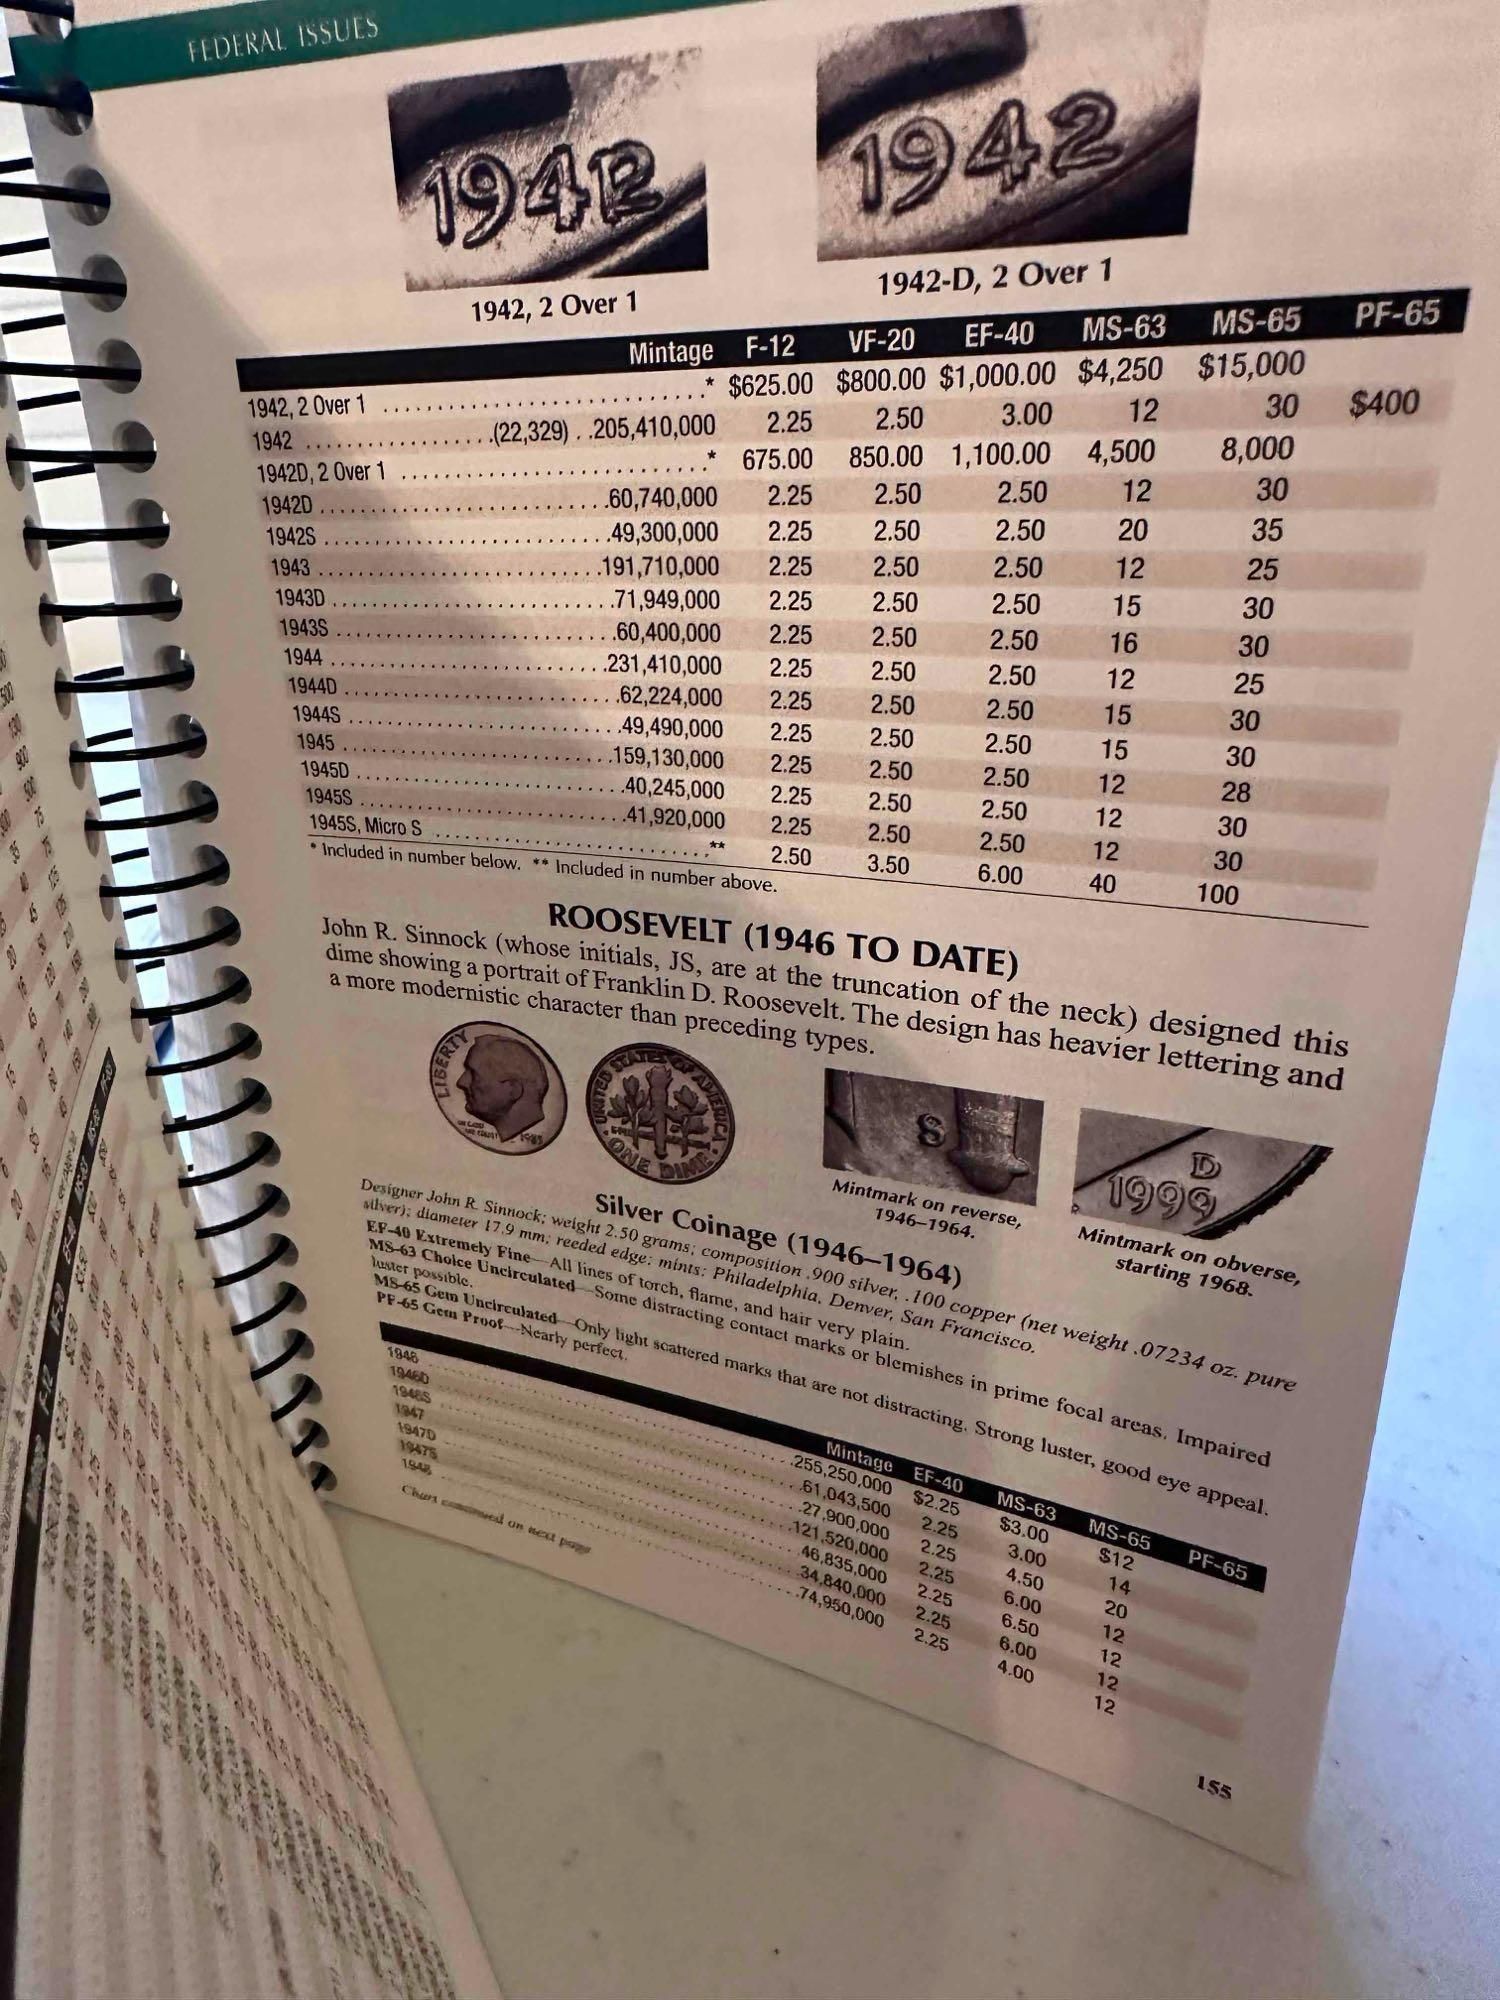 FEDERAL ISSUES
1942
1942
1942, 2 Over 1
1942-D, 2 Over 1
Mintage F-12 VF-20 EF-40 MS-63 MS-65 PF-65
1942, 2 Over 1 ........................* $625.00 $800.00 $1,000.00 $4,250 $15,000
1942 .................(22,329) ..205,410,000 2.25 2.50 3.00 12 30 $400
1942D, 2 Over 1 ........................* 675.00 850.00 1,100.00 4,500 8,000
1942D ........................60,740,000 2.25 2.50 2.50 12 30
1942S ........................49,300,000 2.25 2.50 2.50 20 35
1943 ........................191,710,000 2.25 2.50 2.50 12 25
1943D ........................71,949,000 2.25 2.50 2.50 15 30
1943S ........................60,400,000 2.25 2.50 2.50 16 30
1944 ........................231,410,000 2.25 2.50 2.50 12 25
1944D ........................62,224,000 2.25 2.50 2.50 15 30
1944S ........................49,490,000 2.25 2.50 2.50 15 30
1945 ........................159,130,000 2.25 2.50 2.50 12 28
1945D ........................40,245,000 2.25 2.50 2.50 12 30
1945S ........................41,920,000 2.25 2.50 2.50 12 30
1945S, Micro S ........................** 2.50 3.50 6.00 40 100
* Included in number below. ** Included in number above.
ROOSEVELT (1946 TO DATE)
John R. Sinnock (whose initials, JS, are at the truncation of the neck) designed this
dime showing a portrait of Franklin D. Roosevelt. The design has heavier lettering and
a more modernistic character than preceding types.
LIBERTY
IN GOD
WE TRUST
UNITED STATES OF AMERICA
ONE DIME
S
D
1999
Mintmark on reverse,
1946–1964.
Mintmark on obverse,
starting 1968.
Silver Coinage (1946–1964)
Designer John R. Sinnock; weight 2.50 grams; composition .900 silver, .100 copper (net weight .07234 oz. pure
silver); diameter 17.9 mm; reeded edge; mints: Philadelphia, Denver, San Francisco.
EF-40 Extremely Fine—All lines of torch, flame, and hair very plain.
MS-63 Choice Uncirculated—Some distracting contact marks or blemishes in prime focal areas. Impaired
luster possible.
MS-65 Gem Uncirculated—Only light scattered marks that are not distracting. Strong luster, good eye appeal.
PF-65 Gem Proof—Nearly perfect.
Mintage EF-40 MS-63 MS-65 PF-65
1946 ........................255,250,000 $2.25 $3.00 $12
1946D ........................61,043,500 2.25 3.00 14
1946S ........................27,900,000 2.25 4.50 20
1947 ........................121,520,000 2.25 6.00 12
1947D ........................46,835,000 2.25 6.50 12
1947S ........................34,840,000 2.25 6.00 12
1948 ........................74,950,000 2.25 4.00 12
Chart continued on next page
155